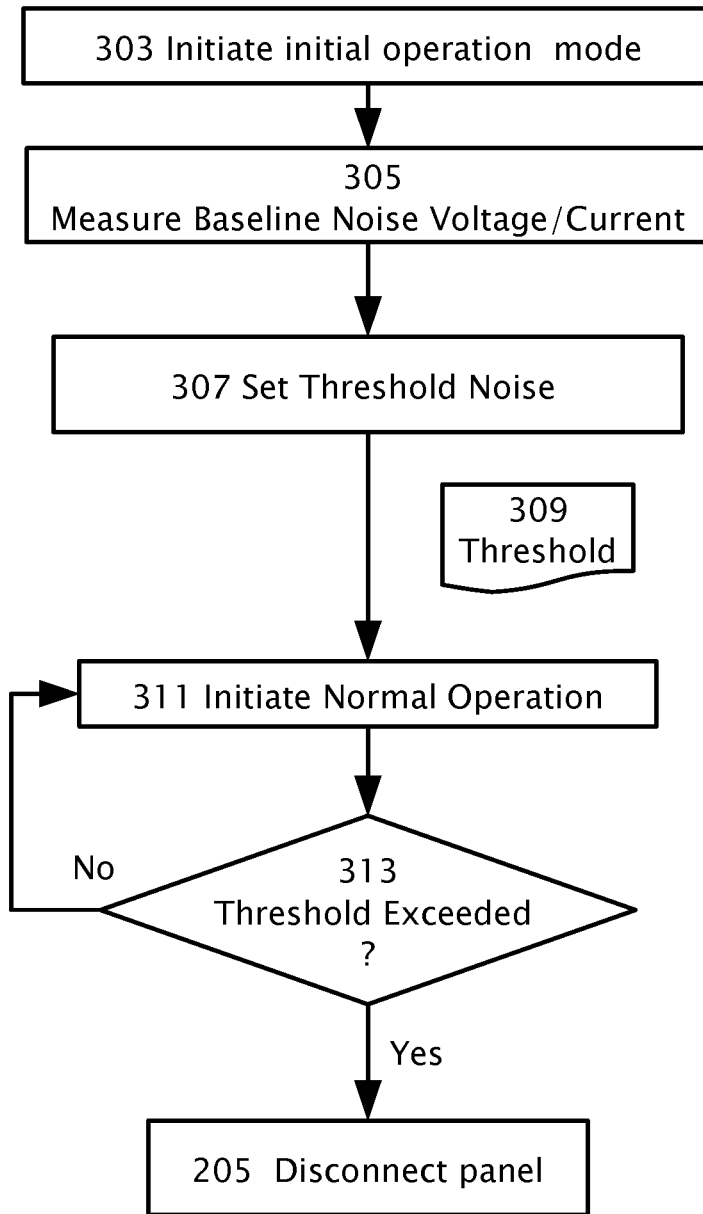 303 Initiate initial operation mode
305
Measure Baseline Noise Voltage/Current
307 Set Threshold Noise
309
Threshold
311 Initiate Normal Operation
No
313
Threshold Exceeded
?
Yes
205 Disconnect panel